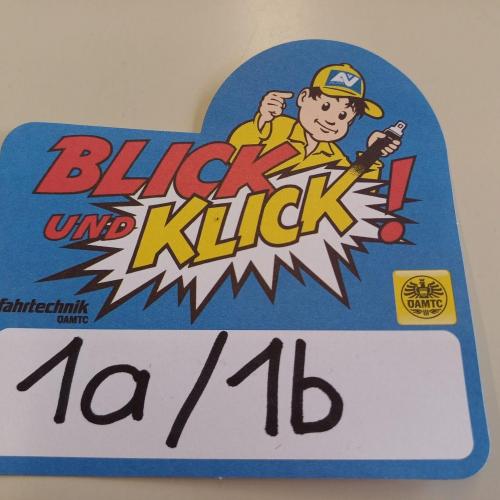 BLICK
UND KLICK!
fahrtechnik
ÖAMTC
ÖAMTC
1a/1b